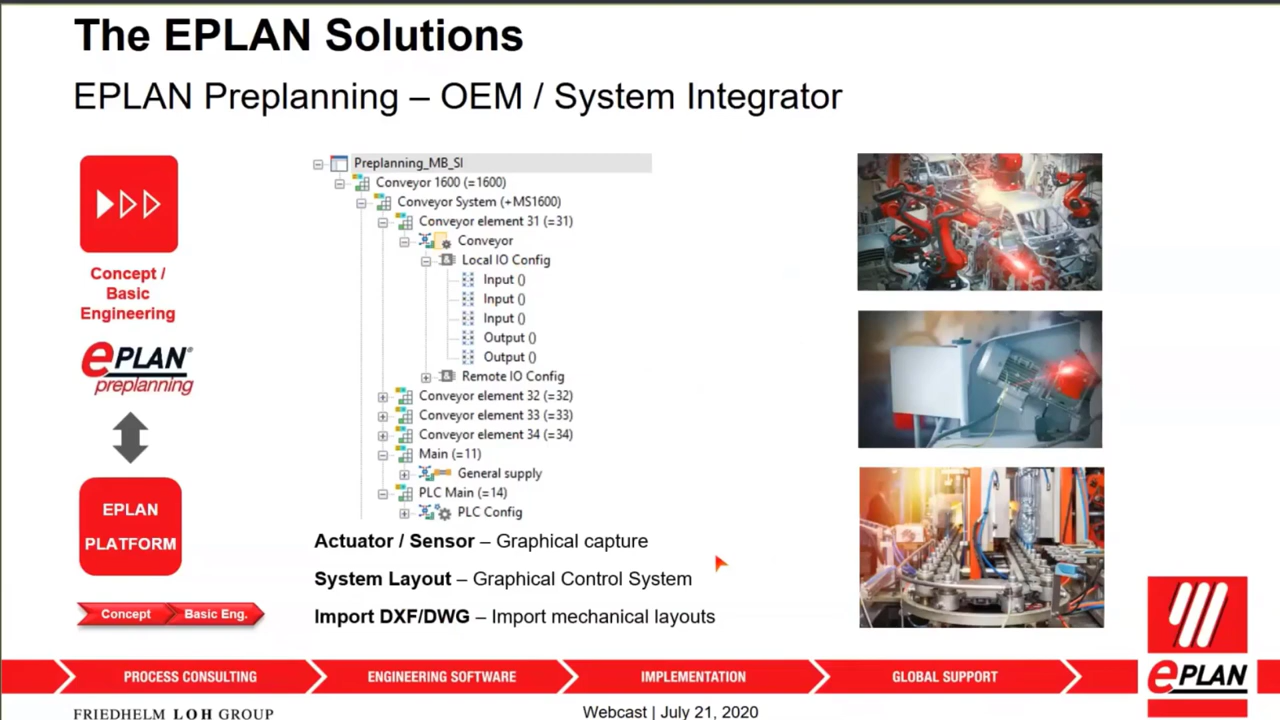 The EPLAN Solutions
EPLAN Preplanning – OEM / System Integrator
Concept /
Basic
Engineering
ePLAN®
preplanning
EPLAN
PLATFORM
Concept
Basic Eng.
Preplanning_MB_SI
Conveyor 1600 (=1600)
Conveyor System (+MS1600)
Conveyor element 31 (=31)
Conveyor
Local IO Config
Input ()
Input ()
Input ()
Output ()
Output ()
Remote IO Config
Conveyor element 32 (=32)
Conveyor element 33 (=33)
Conveyor element 34 (=34)
Main (=11)
General supply
PLC Main (=14)
PLC Config
Actuator / Sensor – Graphical capture
System Layout – Graphical Control System
Import DXF/DWG – Import mechanical layouts
PROCESS CONSULTING
ENGINEERING SOFTWARE
IMPLEMENTATION
GLOBAL SUPPORT
ePLAN
FRIEDHELM LOH GROUP
Webcast | July 21, 2020